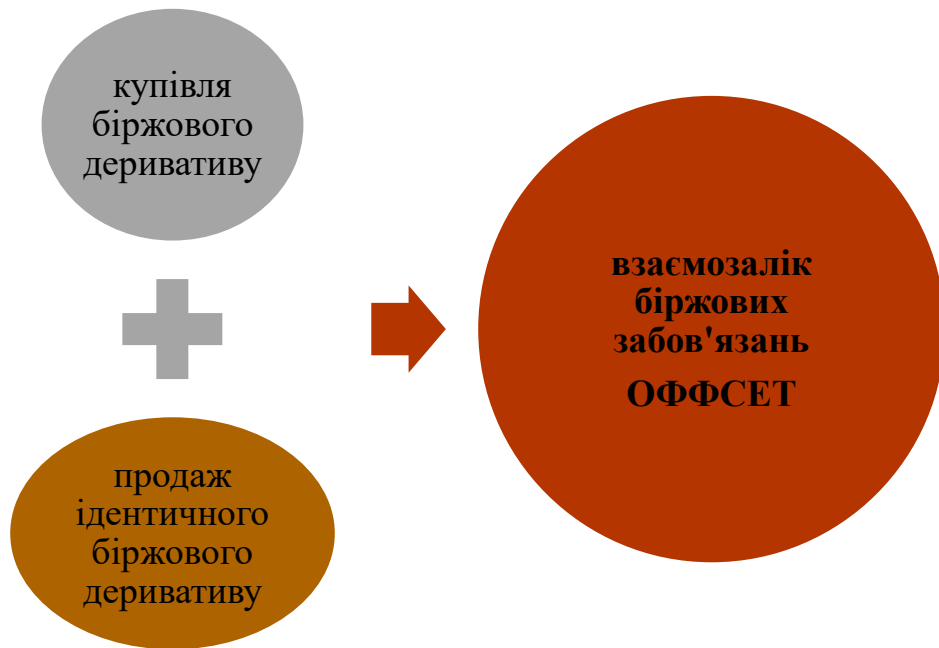 купівля
біржового
деривативу
продаж
ідентичного
біржового
деривативу
взаємозалік
біржових
забов'язань
ОФФСЕТ